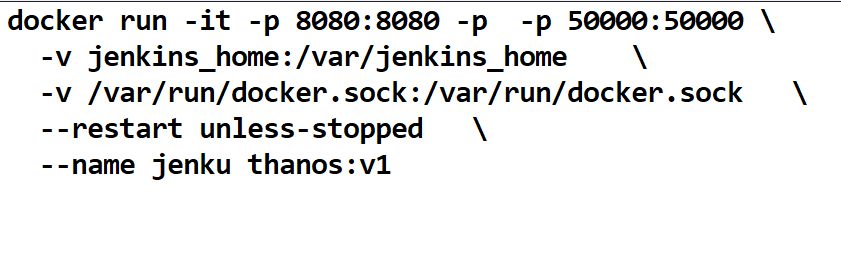 docker run -it -p 8080:8080 -p  -p 50000:50000 \
  -v jenkins_home:/var/jenkins_home    \
  -v /var/run/docker.sock:/var/run/docker.sock   \
  --restart unless-stopped   \
  --name jenku thanos:v1